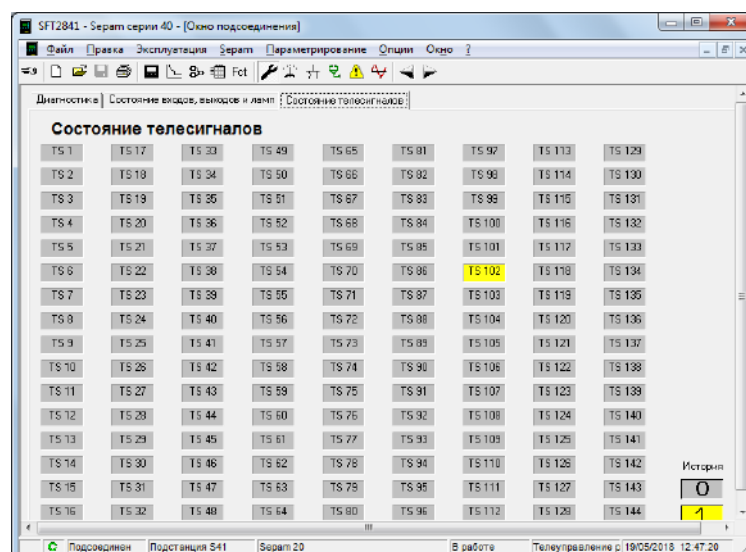 SFT2841 - Sepam серии 40 - [Окно подсоединения]
Файл Правка Эксплуатация Sepam Параметрирование Опции Окно ?
Fct
Диагностика Состояние входов, выходов и ламп Состояние телесигналов
Состояние телесигналов
TS 1 TS 17 TS 33 TS 49 TS 65 TS 81 TS 97 TS 113 TS 129
TS 2 TS 18 TS 34 TS 50 TS 66 TS 82 TS 98 TS 114 TS 130
TS 3 TS 19 TS 35 TS 51 TS 67 TS 83 TS 99 TS 115 TS 131
TS 4 TS 20 TS 36 TS 52 TS 68 TS 84 TS 100 TS 116 TS 132
TS 5 TS 21 TS 37 TS 53 TS 69 TS 85 TS 101 TS 117 TS 133
TS 6 TS 22 TS 38 TS 54 TS 70 TS 86 TS 102 TS 118 TS 134
TS 7 TS 23 TS 39 TS 55 TS 71 TS 87 TS 103 TS 119 TS 135
TS 8 TS 24 TS 40 TS 56 TS 72 TS 88 TS 104 TS 120 TS 136
TS 9 TS 25 TS 41 TS 57 TS 73 TS 89 TS 105 TS 121 TS 137
TS 10 TS 26 TS 42 TS 58 TS 74 TS 90 TS 106 TS 122 TS 138
TS 11 TS 27 TS 43 TS 59 TS 75 TS 91 TS 107 TS 123 TS 139
TS 12 TS 28 TS 44 TS 60 TS 76 TS 92 TS 108 TS 124 TS 140
TS 13 TS 29 TS 45 TS 61 TS 77 TS 93 TS 109 TS 125 TS 141
TS 14 TS 30 TS 46 TS 62 TS 78 TS 94 TS 110 TS 126 TS 142 История
TS 15 TS 31 TS 47 TS 63 TS 79 TS 95 TS 111 TS 127 TS 143 0
TS 16 TS 32 TS 48 TS 64 TS 80 TS 96 TS 112 TS 128 TS 144 1
Подсоединен Подстанция S41 Sepam 20 В работе Телеуправление р 19/05/2018 12:47:20